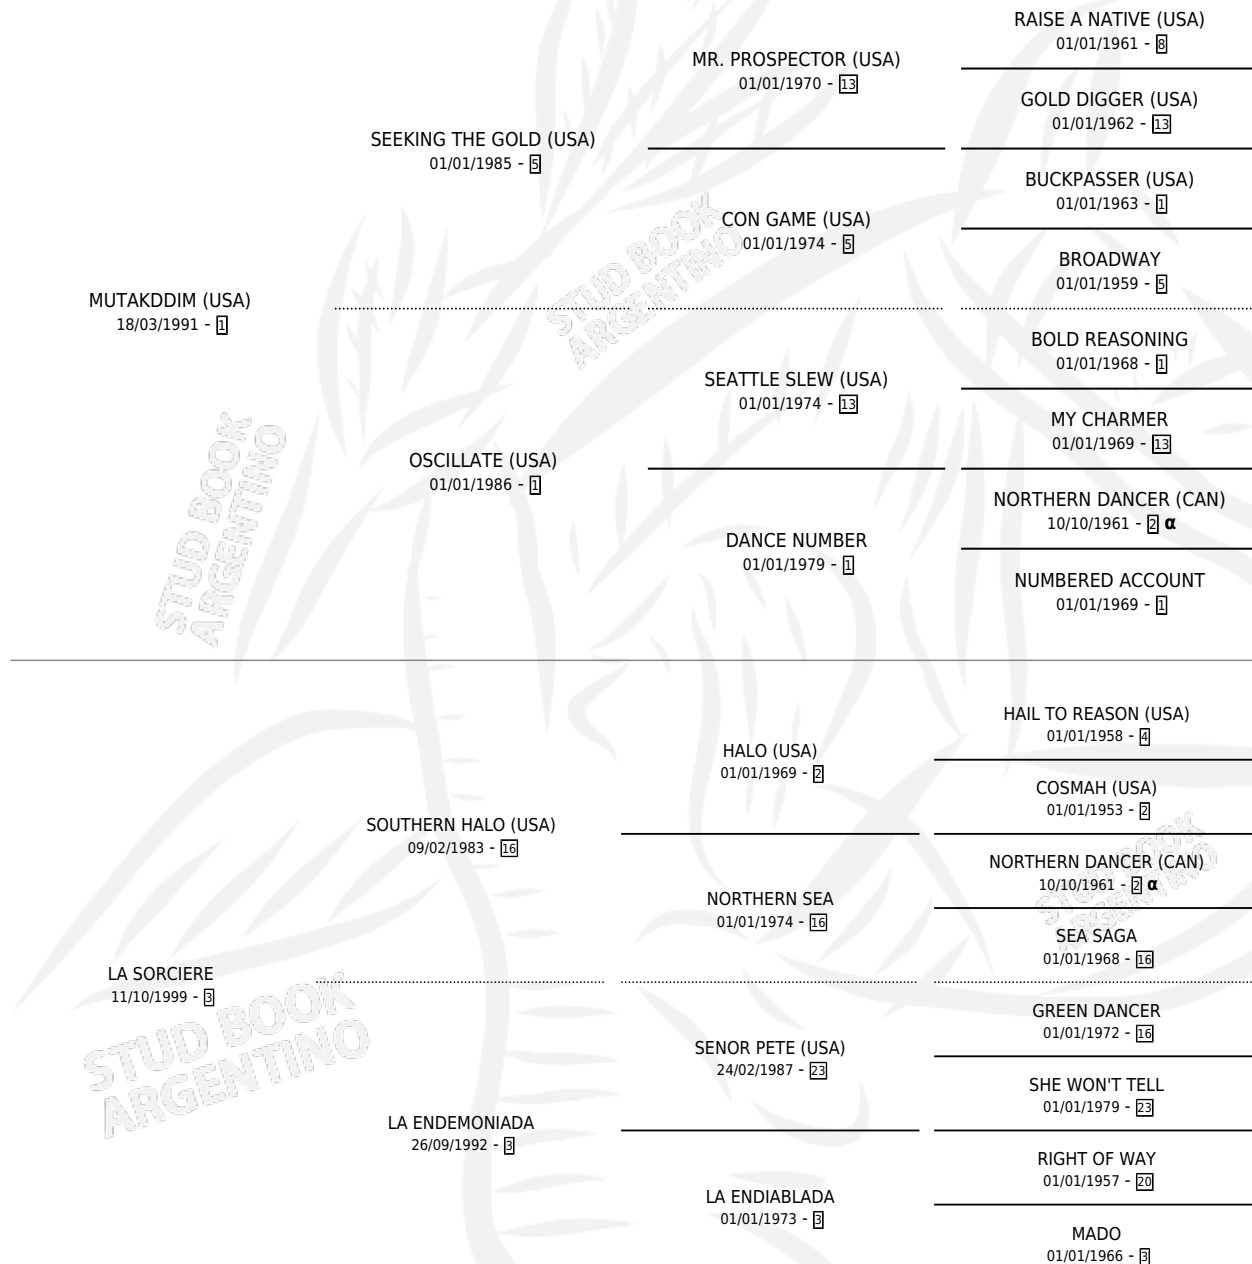 RAISE A NATIVE (USA)
01/01/1961 - 8
MR. PROSPECTOR (USA)
01/01/1970 - 13
GOLD DIGGER (USA)
01/01/1962 - 13
SEEKING THE GOLD (USA)
01/01/1985 - 5
BUCKPASSER (USA)
01/01/1963 - 1
CON GAME (USA)
01/01/1974 - 5
BROADWAY
01/01/1959 - 5
MUTAKDDIM (USA)
18/03/1991 - 1
BOLD REASONING
01/01/1968 - 1
SEATTLE SLEW (USA)
01/01/1974 - 13
MY CHARMER
01/01/1969 - 13
OSCILLATE (USA)
01/01/1986 - 1
NORTHERN DANCER (CAN)
10/10/1961 - 2 α
DANCE NUMBER
01/01/1979 - 1
NUMBERED ACCOUNT
01/01/1969 - 1
HAIL TO REASON (USA)
01/01/1958 - 4
HALO (USA)
01/01/1969 - 2
COSMAH (USA)
01/01/1953 - 2
SOUTHERN HALO (USA)
09/02/1983 - 16
NORTHERN DANCER (CAN)
10/10/1961 - 2 α
NORTHERN SEA
01/01/1974 - 16
SEA SAGA
01/01/1968 - 16
LA SORCIERE
11/10/1999 - 3
GREEN DANCER
01/01/1972 - 16
SENOR PETE (USA)
24/02/1987 - 23
SHE WON'T TELL
01/01/1979 - 23
LA ENDEMONIADA
26/09/1992 - 3
RIGHT OF WAY
01/01/1957 - 20
LA ENDIABLADA
01/01/1973 - 3
MADO
01/01/1966 - 3
STUD BOOK
ARGENTINO
STUD BOOK
ARGENTINO
STUD BOOK
ARGENTINO
STUD BOOK
ARGENTINO